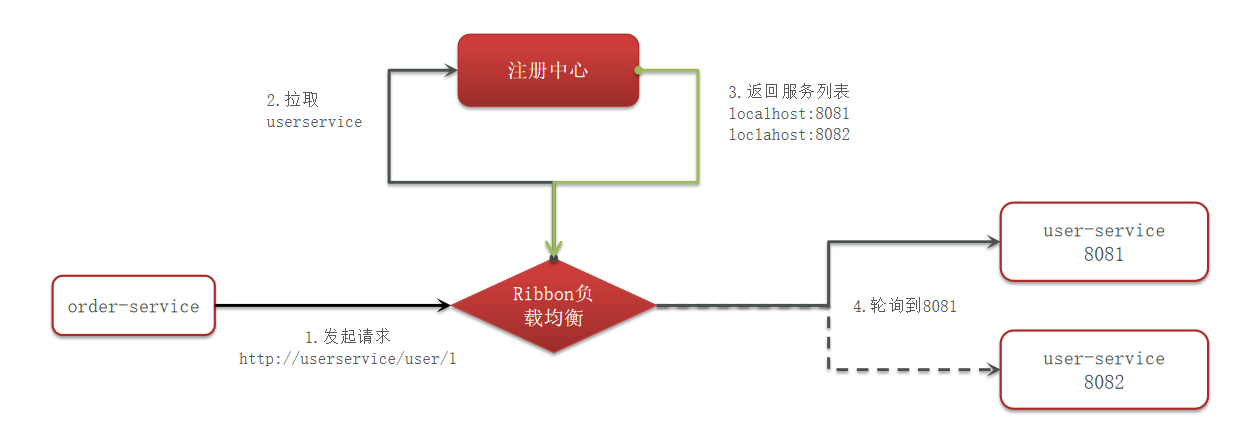 注册中心
2.拉取
userservice
3.返回服务列表
localhost:8081
loclahost:8082
user-service
8081
order-service
Ribbon负
载均衡
4.轮询到8081
1.发起请求
http://userservice/user/1
user-service
8082